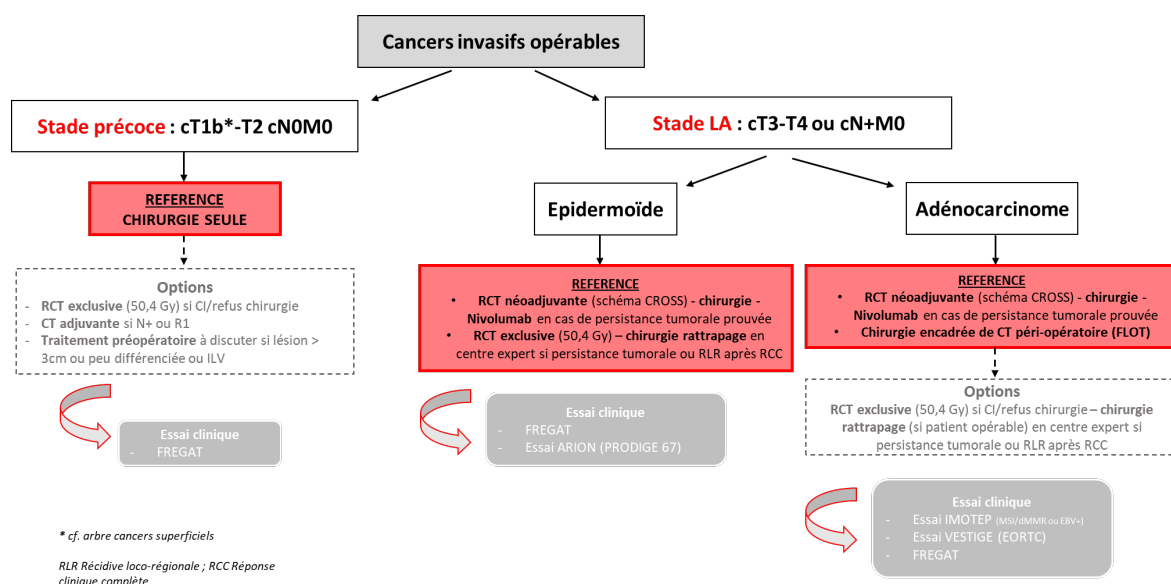 Cancers invasifs opérables
Stade précoce : cT1b*-T2 cN0M0
Stade LA : cT3-T4 ou cN+M0
REFERENCE
CHIRURGIE SEULE
Epidermoïde
Adénocarcinome
Options
- RCT exclusive (50,4 Gy) si CI/refus chirurgie
- CT adjuvante si N+ ou R1
- Traitement préopératoire à discuter si lésion >
3cm ou peu différenciée ou ILV
REFERENCE
• RCT néoadjuvante (schéma CROSS) - chirurgie -
Nivolumab en cas de persistance tumorale prouvée
• RCT exclusive (50,4 Gy) – chirurgie rattrapage en
centre expert si persistance tumorale ou RLR après RCC
REFERENCE
• RCT néoadjuvante (schéma CROSS) - chirurgie -
Nivolumab en cas de persistance tumorale prouvée
• Chirurgie encadrée de CT péri-opératoire (FLOT)
Options
RCT exclusive (50,4 Gy) si CI/refus chirurgie – chirurgie
rattrapage (si patient opérable) en centre expert si
persistance tumorale ou RLR après RCC
Essai clinique
- FREGAT
Essai clinique
- FREGAT
- Essai ARION (PRODIGE 67)
Essai clinique
- Essai IMOTEP (MSI/dMMR ou EBV+)
- Essai VESTIGE (EORTC)
- FREGAT
* cf. arbre cancers superficiels
RLR Récidive loco-régionale ; RCC Réponse
clinique complète